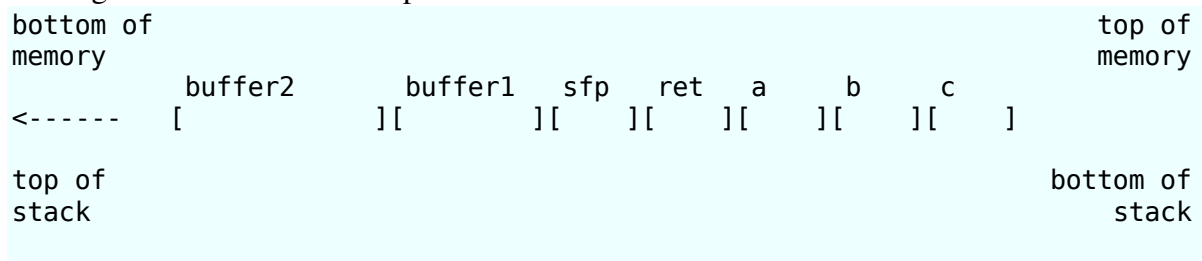 bottom of top of
memory memory
buffer2 buffer1 sfp ret a b c
<------ [ ][ ][ ][ ][ ][ ][ ]
top of bottom of
stack stack